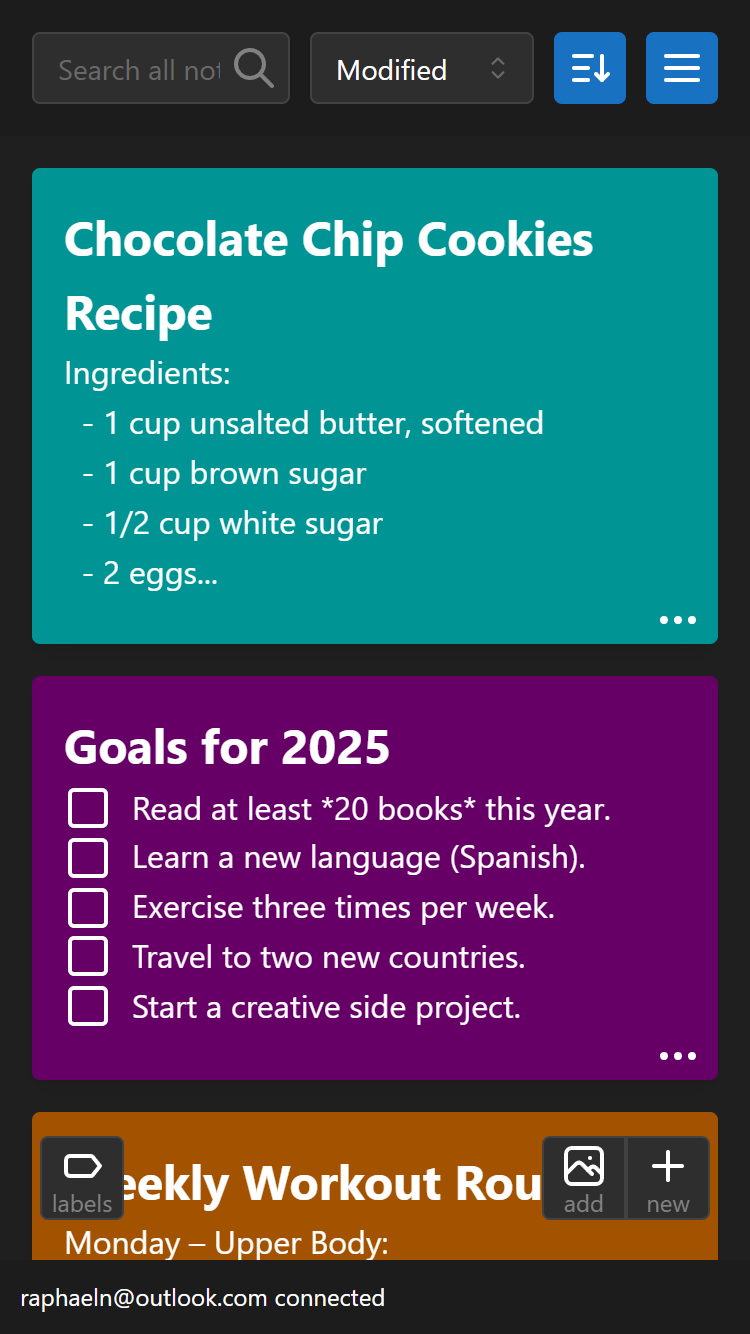 Search all not
Modified
Chocolate Chip Cookies
Recipe
Ingredients:
- 1 cup unsalted butter, softened
- 1 cup brown sugar
- 1/2 cup white sugar
- 2 eggs...
Goals for 2025
Read at least *20 books* this year.
Learn a new language (Spanish).
Exercise three times per week.
Travel to two new countries.
Start a creative side project.
eekly Workout Rou
labels
add
new
Monday – Upper Body:
raphaeln@outlook.com connected